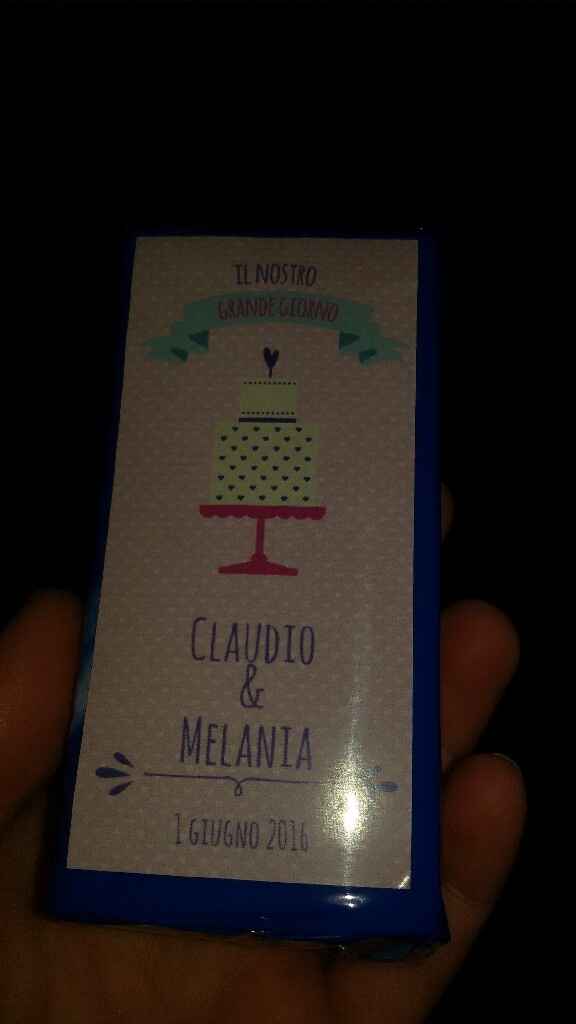 IL NOSTRO
GRANDE GIORNO
CLAUDIO
&
MELANIA
1 GIUGNO 2016